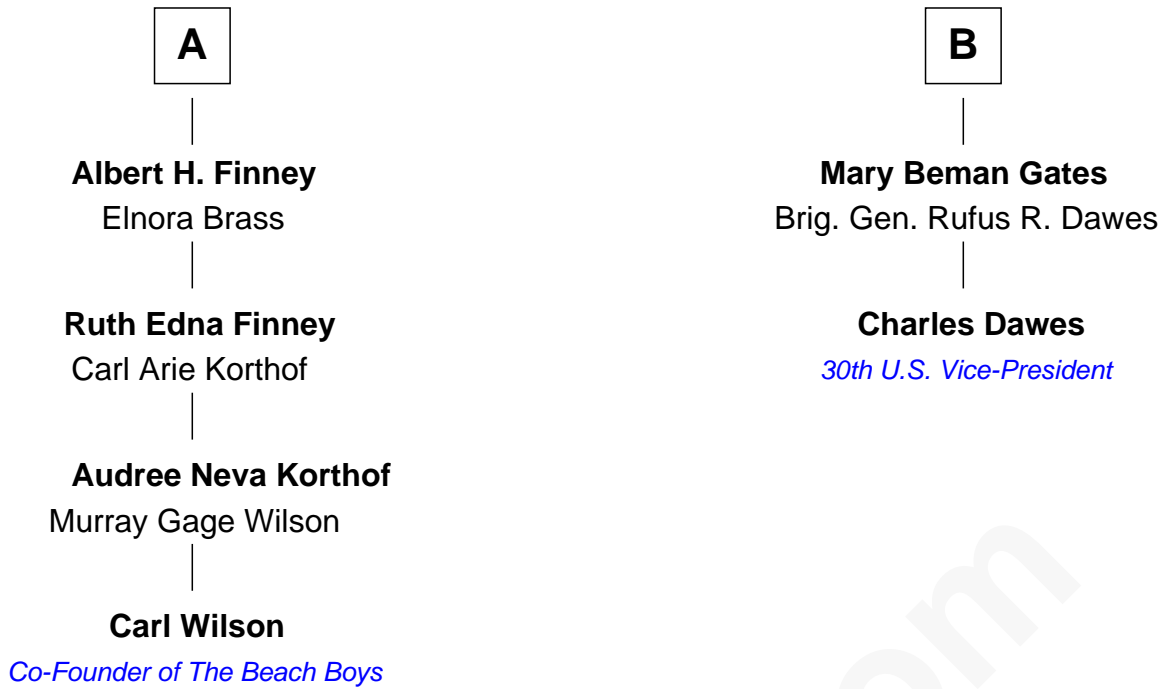 A
B
Albert H. Finney
Elnora Brass
Mary Beman Gates
Brig. Gen. Rufus R. Dawes
Ruth Edna Finney
Carl Arie Korthof
Charles Dawes
30th U.S. Vice-President
Audree Neva Korthof
Murray Gage Wilson
Carl Wilson
Co-Founder of The Beach Boys
om